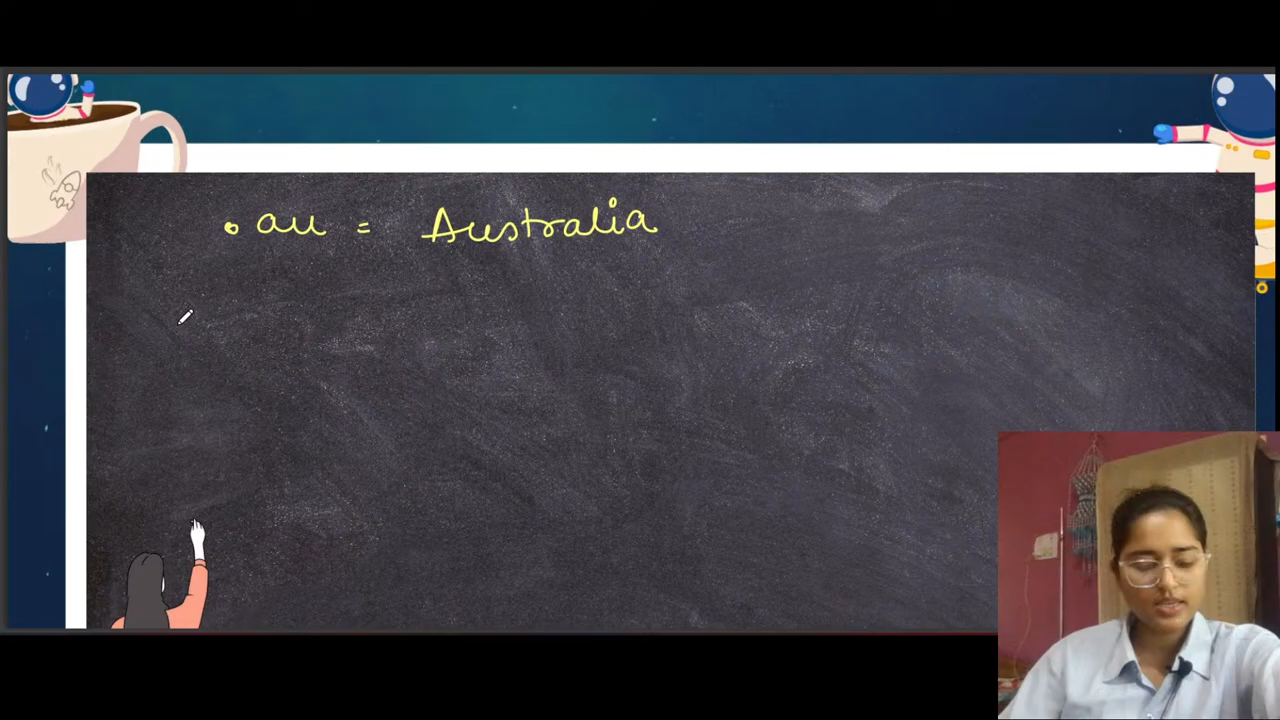 • au = Australia